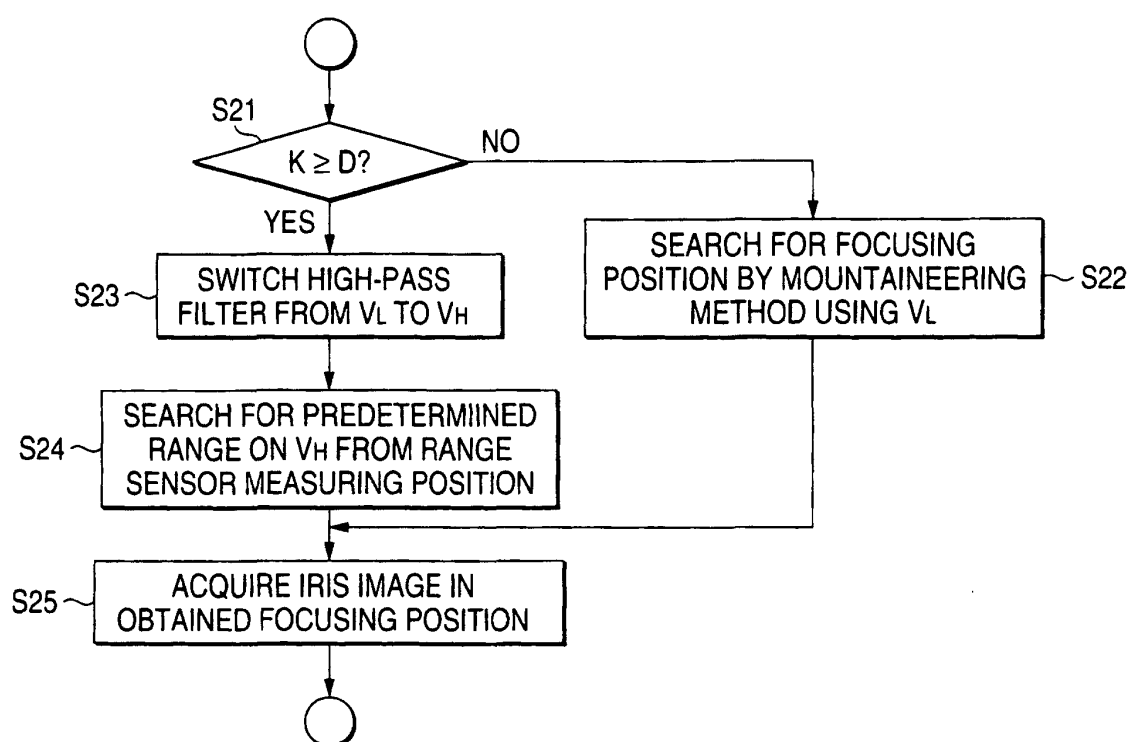 S21
K ≥ D?
NO
YES
SEARCH FOR FOCUSING
POSITION BY MOUNTAINEERING
METHOD USING VL
S22
S23
SWITCH HIGH-PASS
FILTER FROM VL TO VH
S24
SEARCH FOR PREDETERMIINED
RANGE ON VH FROM RANGE
SENSOR MEASURING POSITION
S25
ACQUIRE IRIS IMAGE IN
OBTAINED FOCUSING POSITION